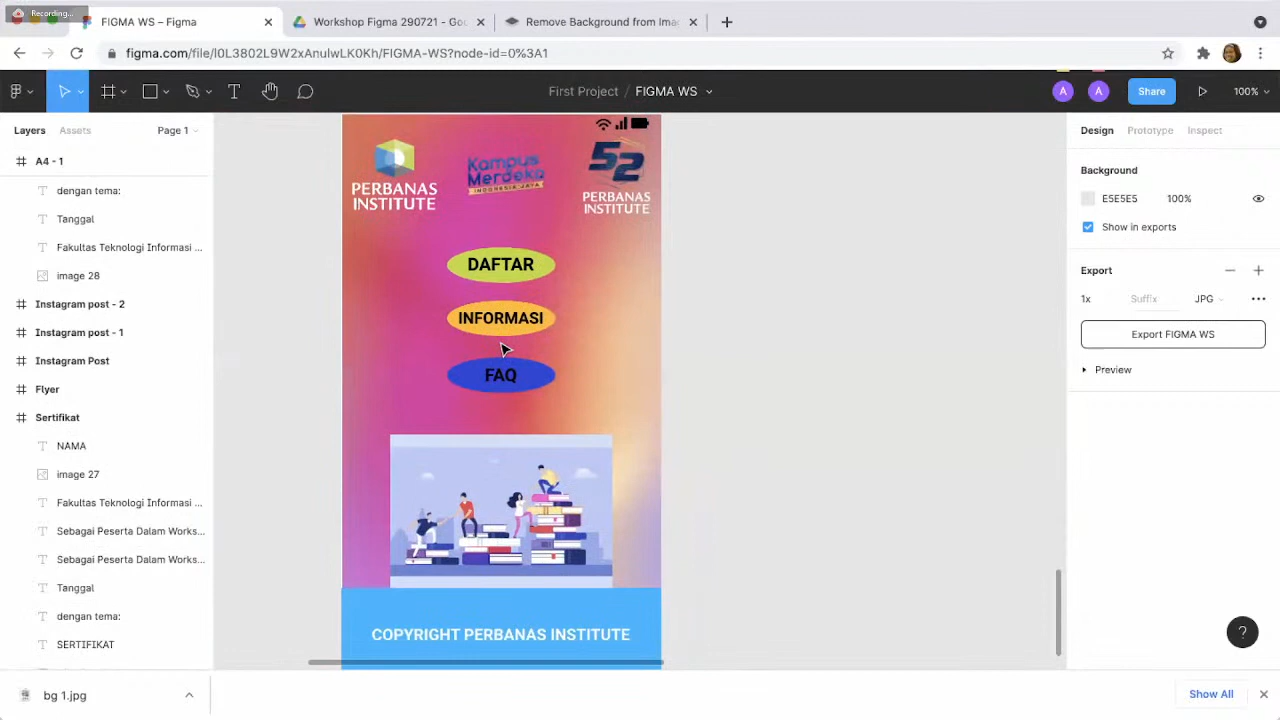 Recording...
FIGMA WS – Figma
Workshop Figma 290721 - Goo
Remove Background from Imag
figma.com/file/l0L3802L9W2xAnulwLK0Kh/FIGMA-WS?node-id=0%3A1
First Project / FIGMA WS
A
A
Share
100%
Layers
Assets
Page 1
Design
Prototype
Inspect
A4 - 1
dengan tema:
Tanggal
Fakultas Teknologi Informasi ...
image 28
Instagram post - 2
Instagram post - 1
Instagram Post
Flyer
Sertifikat
NAMA
image 27
Fakultas Teknologi Informasi ...
Sebagai Peserta Dalam Works...
Sebagai Peserta Dalam Works...
Tanggal
dengan tema:
SERTIFIKAT
PERBANAS
INSTITUTE
Kampus
Merdeka
INDONESIA JAYA
52
PERBANAS
INSTITUTE
DAFTAR
INFORMASI
FAQ
COPYRIGHT PERBANAS INSTITUTE
Background
E5E5E5
100%
Show in exports
Export
1x
Suffix
JPG
Export FIGMA WS
Preview
?
bg 1.jpg
Show All